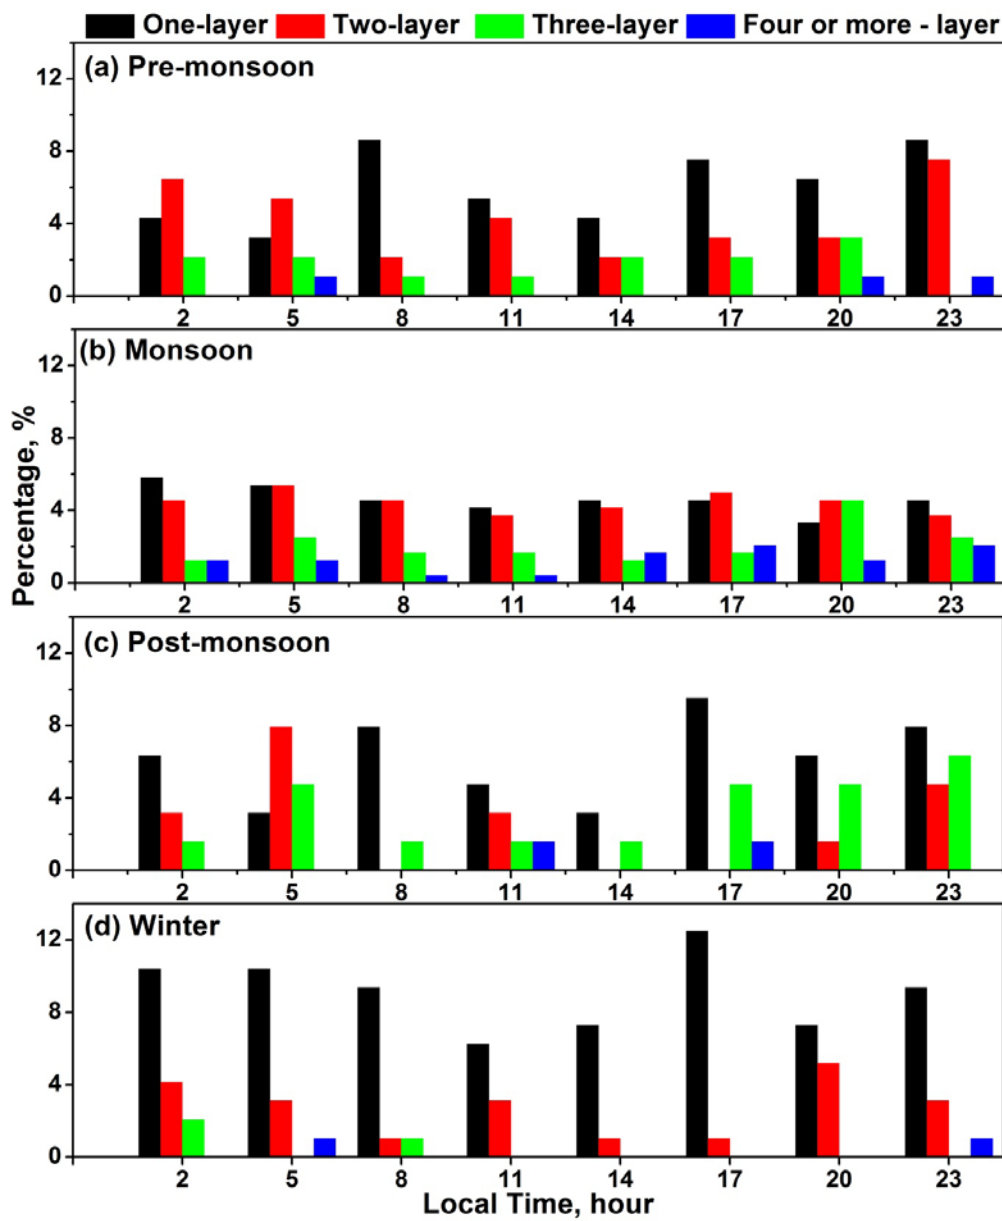 One-layer Two-layer Three-layer Four or more - layer
(a) Pre-monsoon
12
8
4
0
2 5 8 11 14 17 20 23
(b) Monsoon
12
8
4
0
2 5 8 11 14 17 20 23
Percentage, %
(c) Post-monsoon
12
8
4
0
2 5 8 11 14 17 20 23
(d) Winter
12
8
4
0
2 5 8 11 14 17 20 23
Local Time, hour